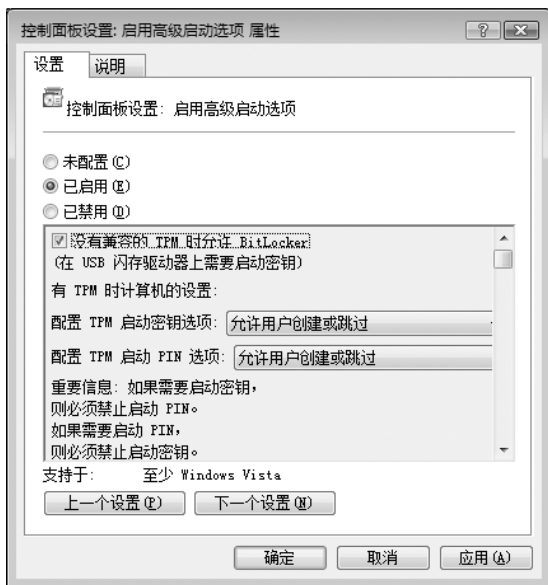 控制面板设置: 启用高级启动选项 属性
设置 说明
控制面板设置: 启用高级启动选项
未配置(C)
已启用(E)
已禁用(D)
没有兼容的 TPM 时允许 BitLocker
(在 USB 闪存驱动器上需要启动密钥)
有 TPM 时计算机的设置:
配置 TPM 启动密钥选项: 允许用户创建或跳过
配置 TPM 启动 PIN 选项: 允许用户创建或跳过
重要信息: 如果需要启动密钥,
则必须禁止启动 PIN。
如果需要启动 PIN,
则必须禁止启动密钥。
支持于: 至少 Windows Vista
上一个设置(P) 下一个设置(N)
确定 取消 应用(A)